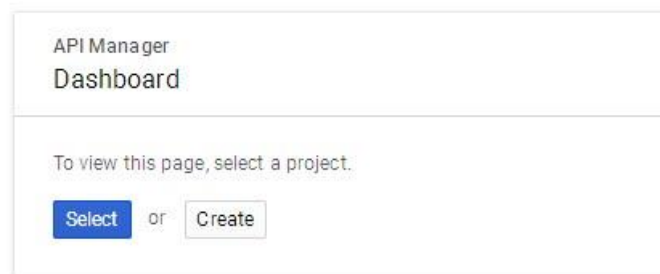 API Manager
Dashboard
To view this page, select a project.
Select or Create